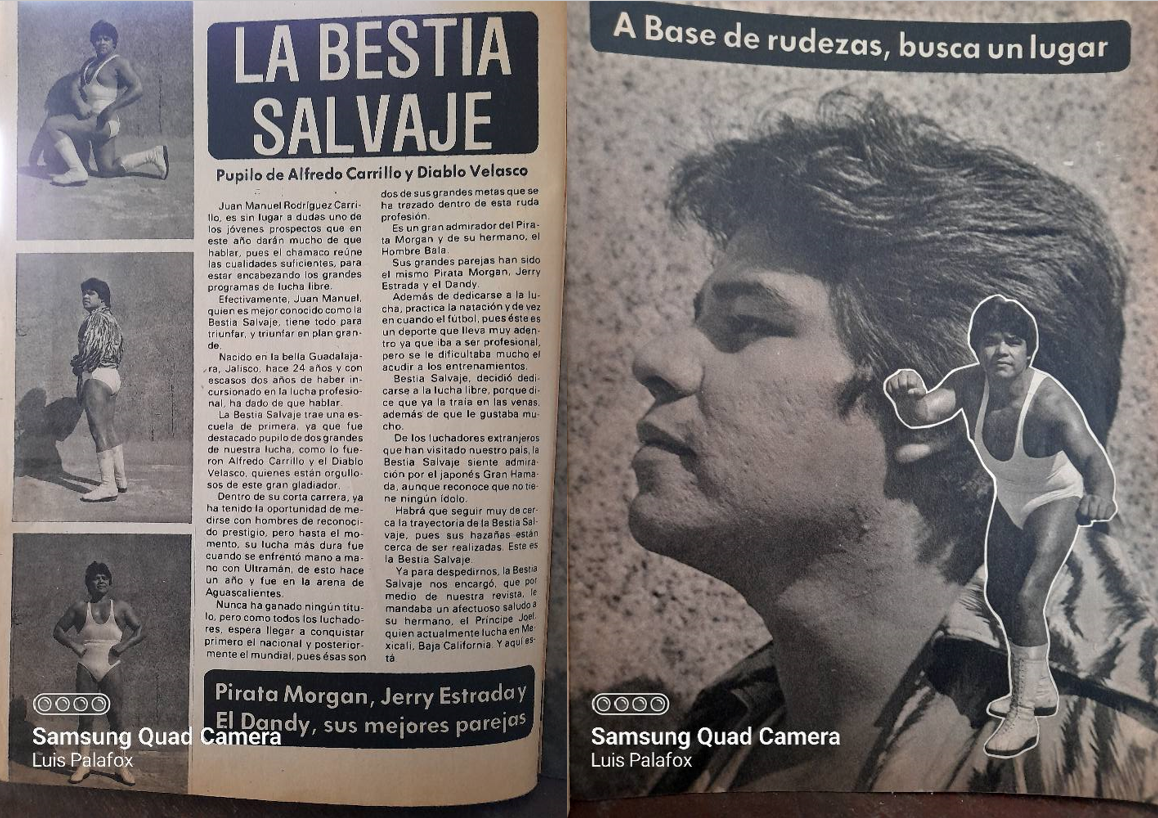 LA BESTIA
SALVAJE
Pupilo de Alfredo Carrillo y Diablo Velasco
Juan Manuel Rodríguez Carri-
llo, es sin lugar a dudas uno de
los jóvenes prospectos que en
este año darán mucho de que
hablar, pues el chamaco reúne
las cualidades suficientes, para
estar encabezando los grandes
programas de lucha libre.
Efectivamente, Juan Manuel,
quien es mejor conocido como la
Bestia Salvaje, tiene todo para
triunfar, y triunfar en plan gran-
de.
Nacido en la bella Guadalaja-
ra, Jalisco, hace 24 años y con
escasos dos años de haber in-
cursionado en la lucha profesio-
nal, ha dado de que hablar.
La Bestia Salvaje trae una es-
cuela de primera, ya que fue
destacado pupilo de dos grandes
de nuestra lucha, como lo fue-
ron Alfredo Carrillo y el Diablo
Velasco, quienes están orgullo-
sos de este gran gladiador.
Dentro de su corta carrera, ya
ha tenido la oportunidad de me-
dirse con hombres de reconoci-
do prestigio, pero hasta el mo-
mento, su lucha más dura fue
cuando se enfrentó mano a ma-
no con Ultramán, de esto hace
un año y fue en la arena de
Aguascalientes.
Nunca ha ganado ningún títu-
lo, pero como todos los luchado-
res, espera llegar a conquistar
primero el nacional y posterior-
mente el mundial, pues ésas son
dos de sus grandes metas que se
ha trazado dentro de esta ruda
profesión.
Es un gran admirador del Pira-
ta Morgan y de su hermano, el
Hombre Bala.
Sus grandes parejas han sido
el mismo Pirata Morgan, Jerry
Estrada y el Dandy.
Además de dedicarse a la lu-
cha, practica la natación y de vez
en cuando el fútbol, pues éste es
un deporte que lleva muy aden-
tro ya que iba a ser profesional,
pero se le dificultaba mucho el
acudir a los entrenamientos.
Bestia Salvaje, decidió dedi-
carse a la lucha libre, porque di-
ce que ya la traía en las venas,
además de que le gustaba mu-
cho.
De los luchadores extranjeros
que han visitado nuestro país, la
Bestia Salvaje siente admira-
ción por el japonés Gran Hama-
da, aunque reconoce que no tie-
ne ningún ídolo.
Habrá que seguir muy de cer-
ca la trayectoria de la Bestia Sal-
vaje, pues sus hazañas están
cerca de ser realizadas. Este es
la Bestia Salvaje.
Ya para despedirnos, la Bestia
Salvaje nos encargó, que por
medio de nuestra revista, le
mandaba un afectuoso saludo a
su hermano, el Príncipe Joel,
quien actualmente lucha en Me-
xicali, Baja California. Y aquí es-
tá
Pirata Morgan, Jerry Estrada y
El Dandy, sus mejores parejas
Samsung Quad Camera
Luis Palafox
A Base de rudezas, busca un lugar
Samsung Quad Camera
Luis Palafox